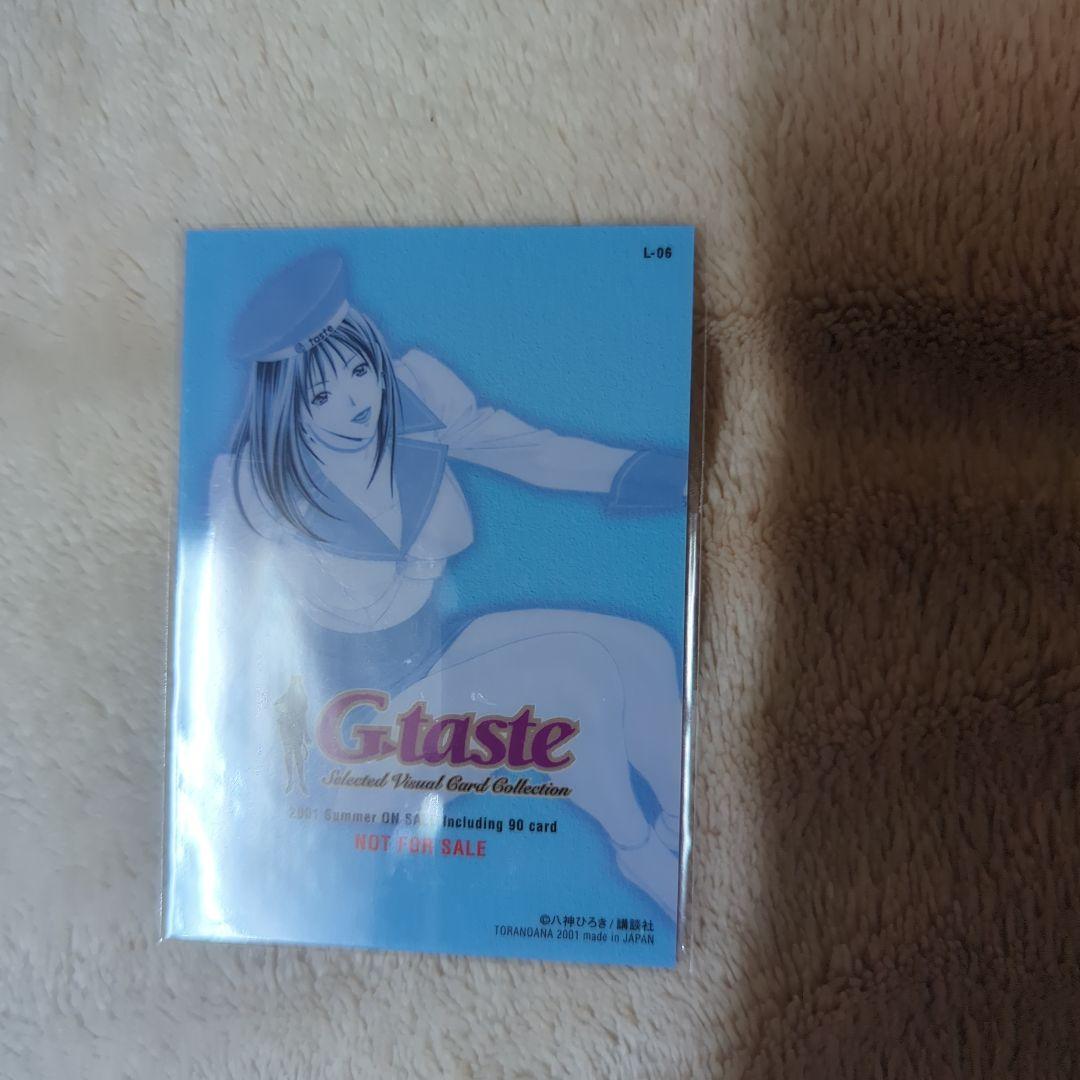 L-06
G taste
G-taste
Selected Visual Card Collection
2001 Summer ON SALE Including 90 card
NOT FOR SALE
©八神ひろき/講談社
TORANOANA 2001 made in JAPAN